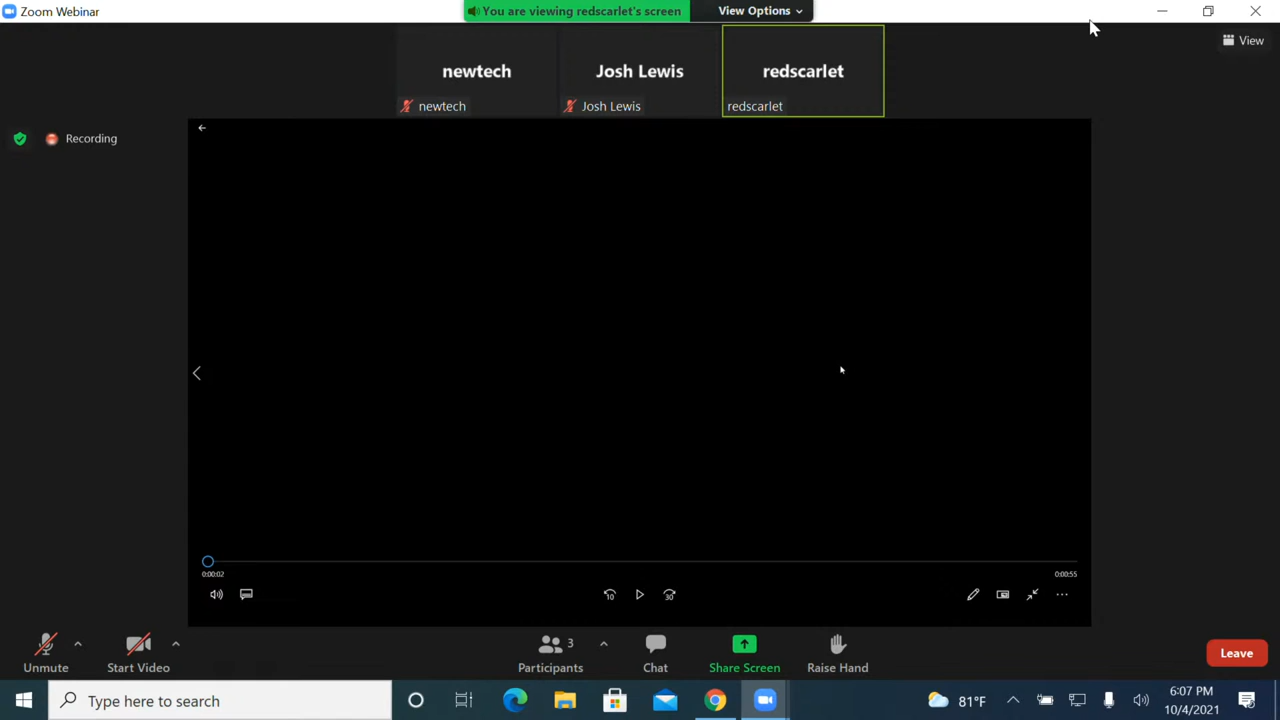 Zoom Webinar
You are viewing redscarlet's screen
View Options
View
newtech
Josh Lewis
redscarlet
newtech
Josh Lewis
redscarlet
Recording
0:00:02
0:00:55
10
30
Unmute
Start Video
Participants
3
Chat
Share Screen
Raise Hand
Leave
Type here to search
81°F
6:07 PM
10/4/2021